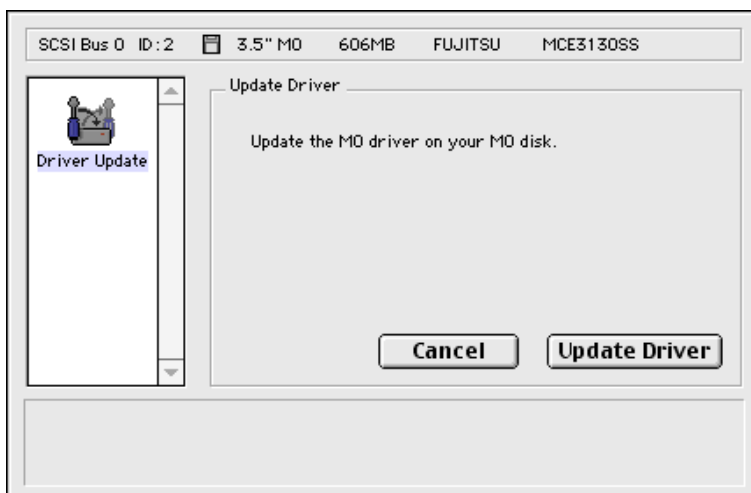 SCSI Bus 0 ID:2 3.5" MO 606MB FUJITSU MCE3130SS
Update Driver
Update the MO driver on your MO disk.
Driver Update
Cancel Update Driver